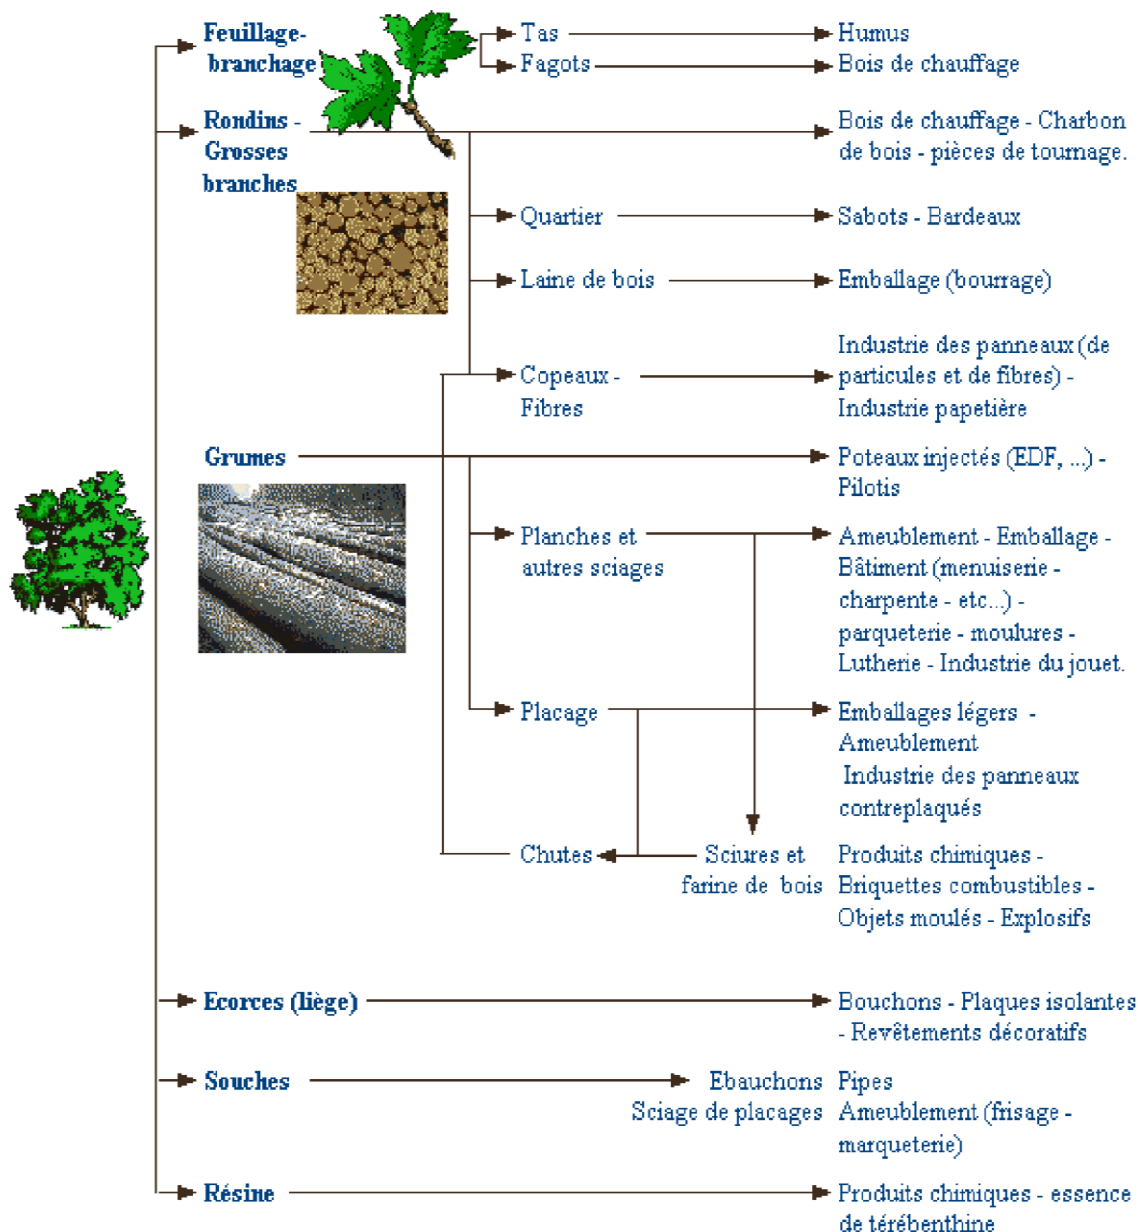 Feuillage-
branchage
Tas
Humus
Fagots
Bois de chauffage
Rondins -
Grosses
branches
Bois de chauffage - Charbon
de bois - pièces de tournage.
Quartier
Sabots - Bardeaux
Laine de bois
Emballage (bourrage)
Copeaux -
Fibres
Industrie des panneaux (de
particules et de fibres) -
Industrie papetière
Grumes
Poteaux injectés (EDF, ...) -
Pilotis
Planches et
autres sciages
Ameublement - Emballage -
Bâtiment (menuiserie -
charpente - etc...) -
parqueterie - moulures -
Lutherie - Industrie du jouet.
Placage
Emballages légers -
Ameublement
Industrie des panneaux
contreplaqués
Chutes
Sciures et
farine de bois
Produits chimiques -
Briquettes combustibles -
Objets moulés - Explosifs
Ecorces (liège)
Bouchons - Plaques isolantes
- Revêtements décoratifs
Souches
Ebauchons
Pipes
Sciage de placages
Ameublement (frisage -
marqueterie)
Résine
Produits chimiques - essence
de térébenthine